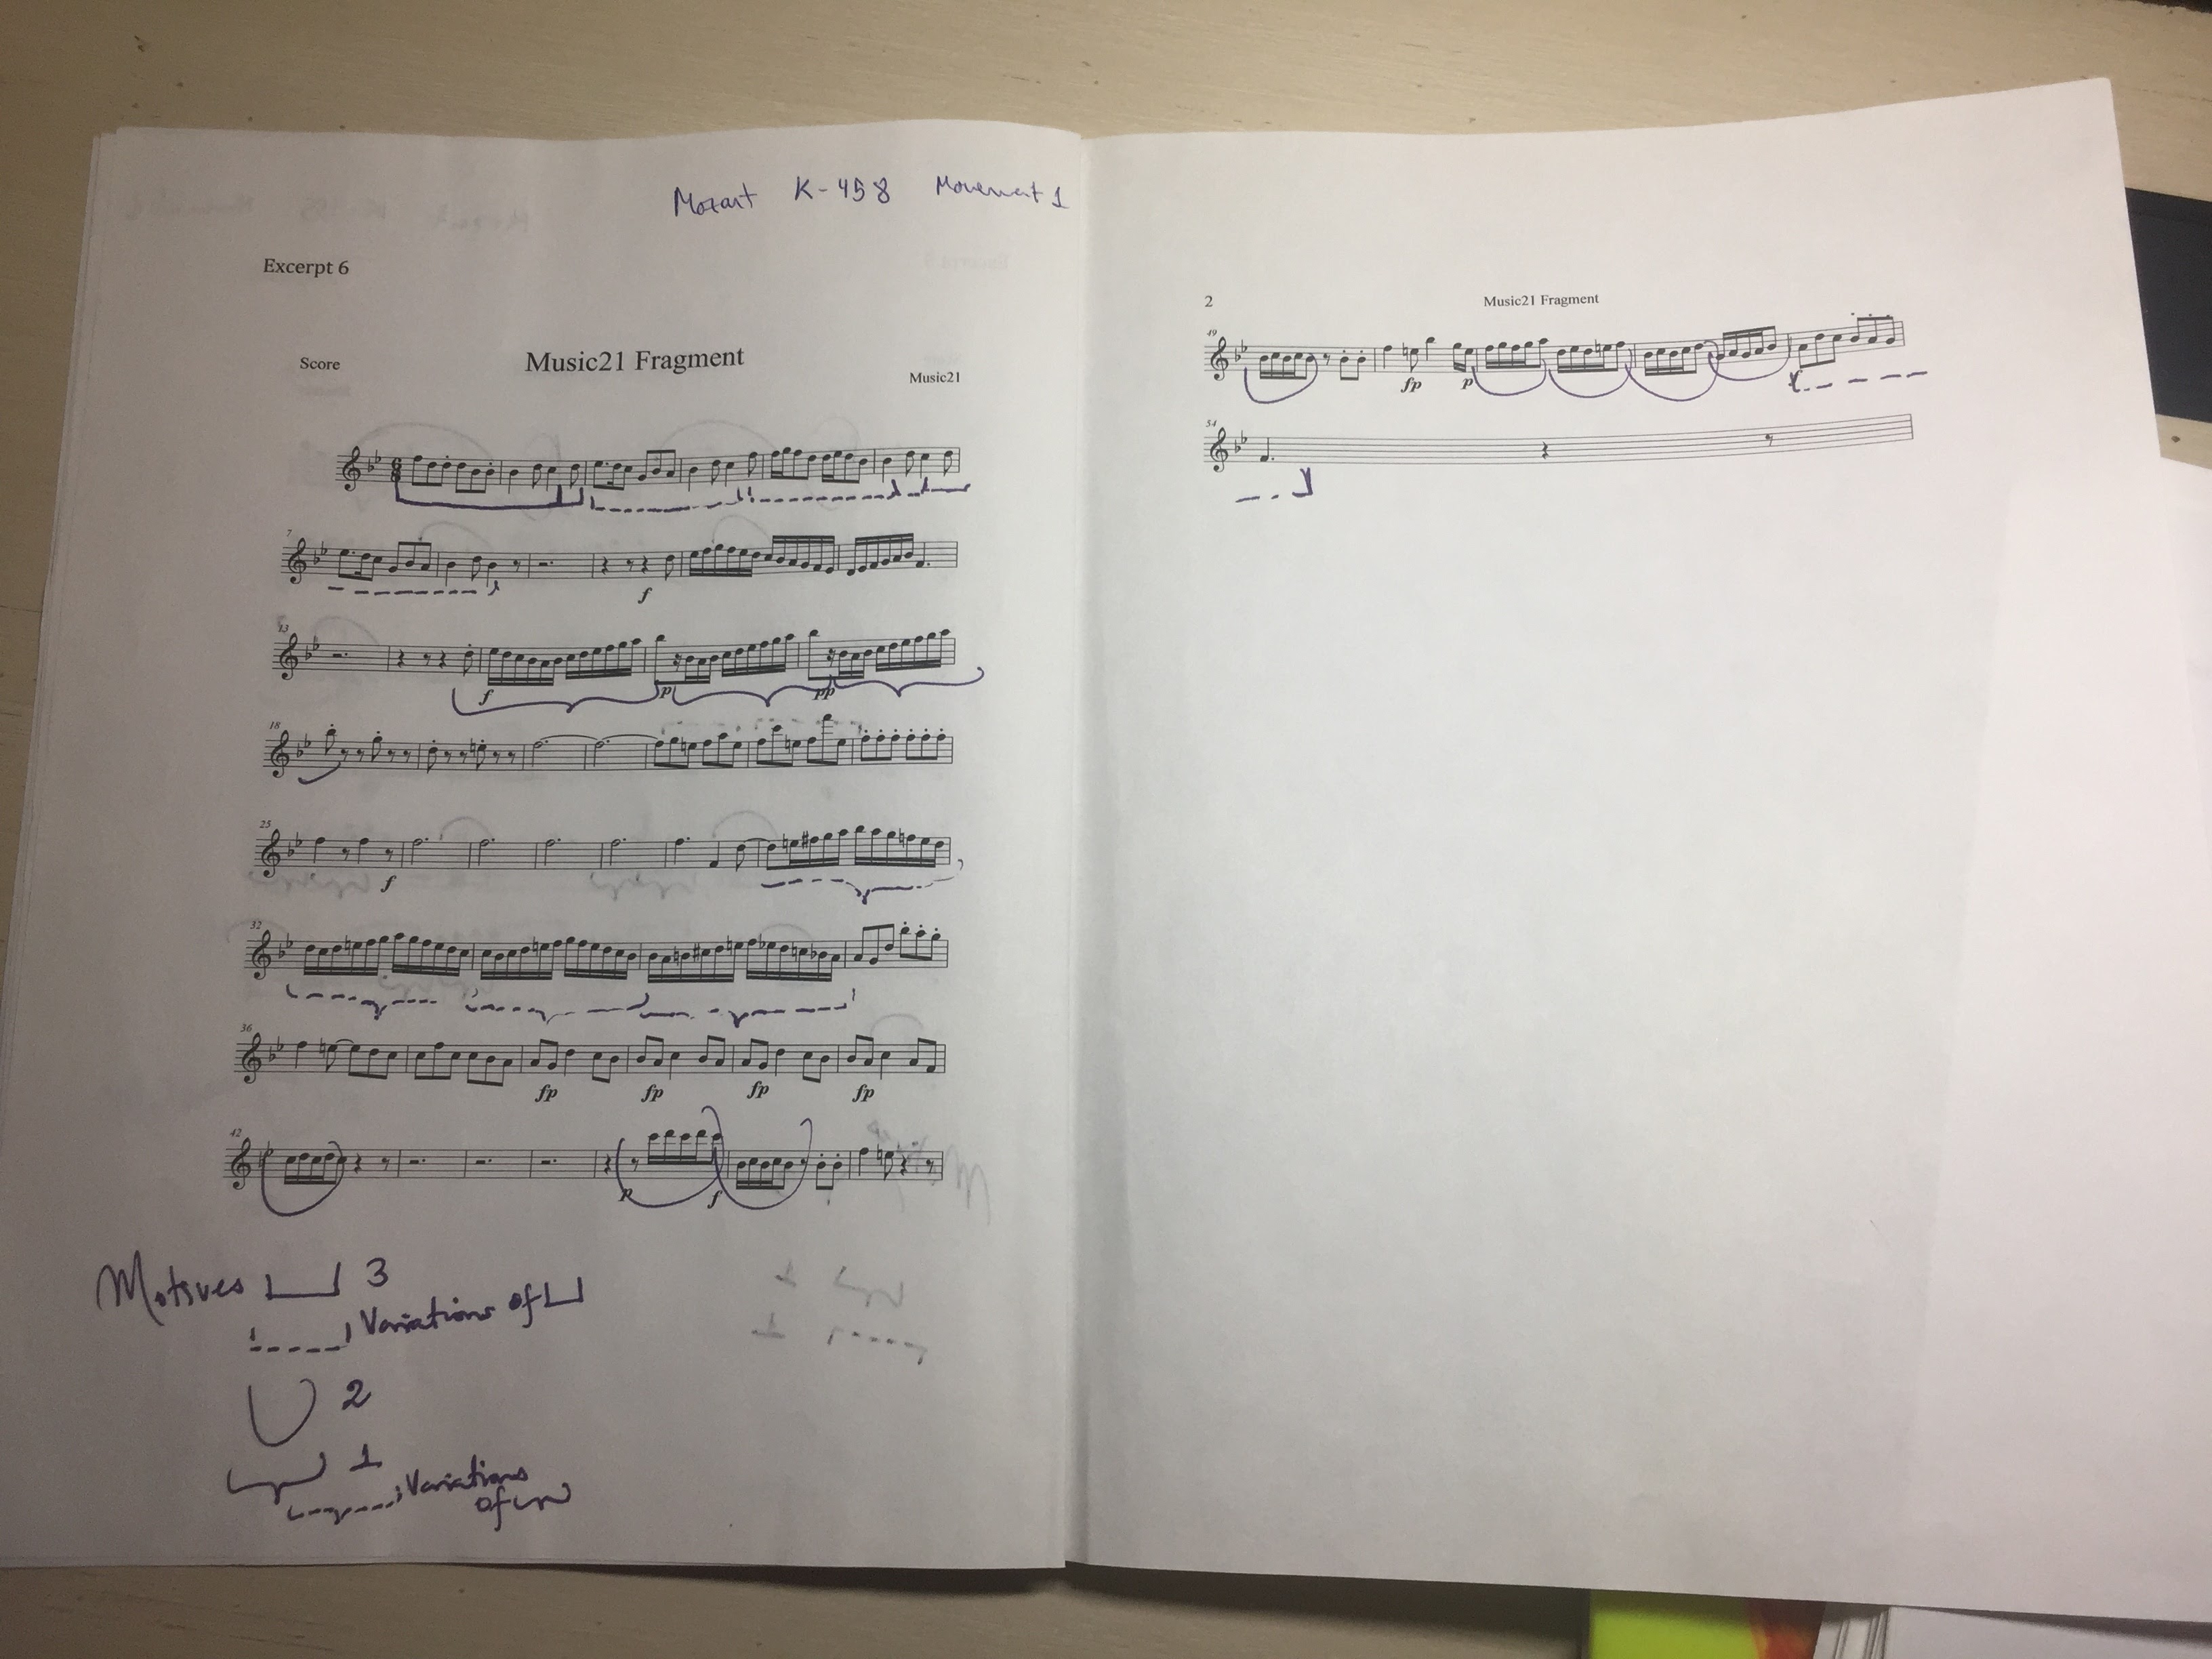 Mozart K-458 Movement 1
Excerpt 6
Score
Music21 Fragment
Music21
7
f
13
f p pp
18
25
f
32
36
fp fp fp fp
42
p f
Motives 3
Variations of
2
1
Variations
of
2
Music21 Fragment
49
fp p f
54